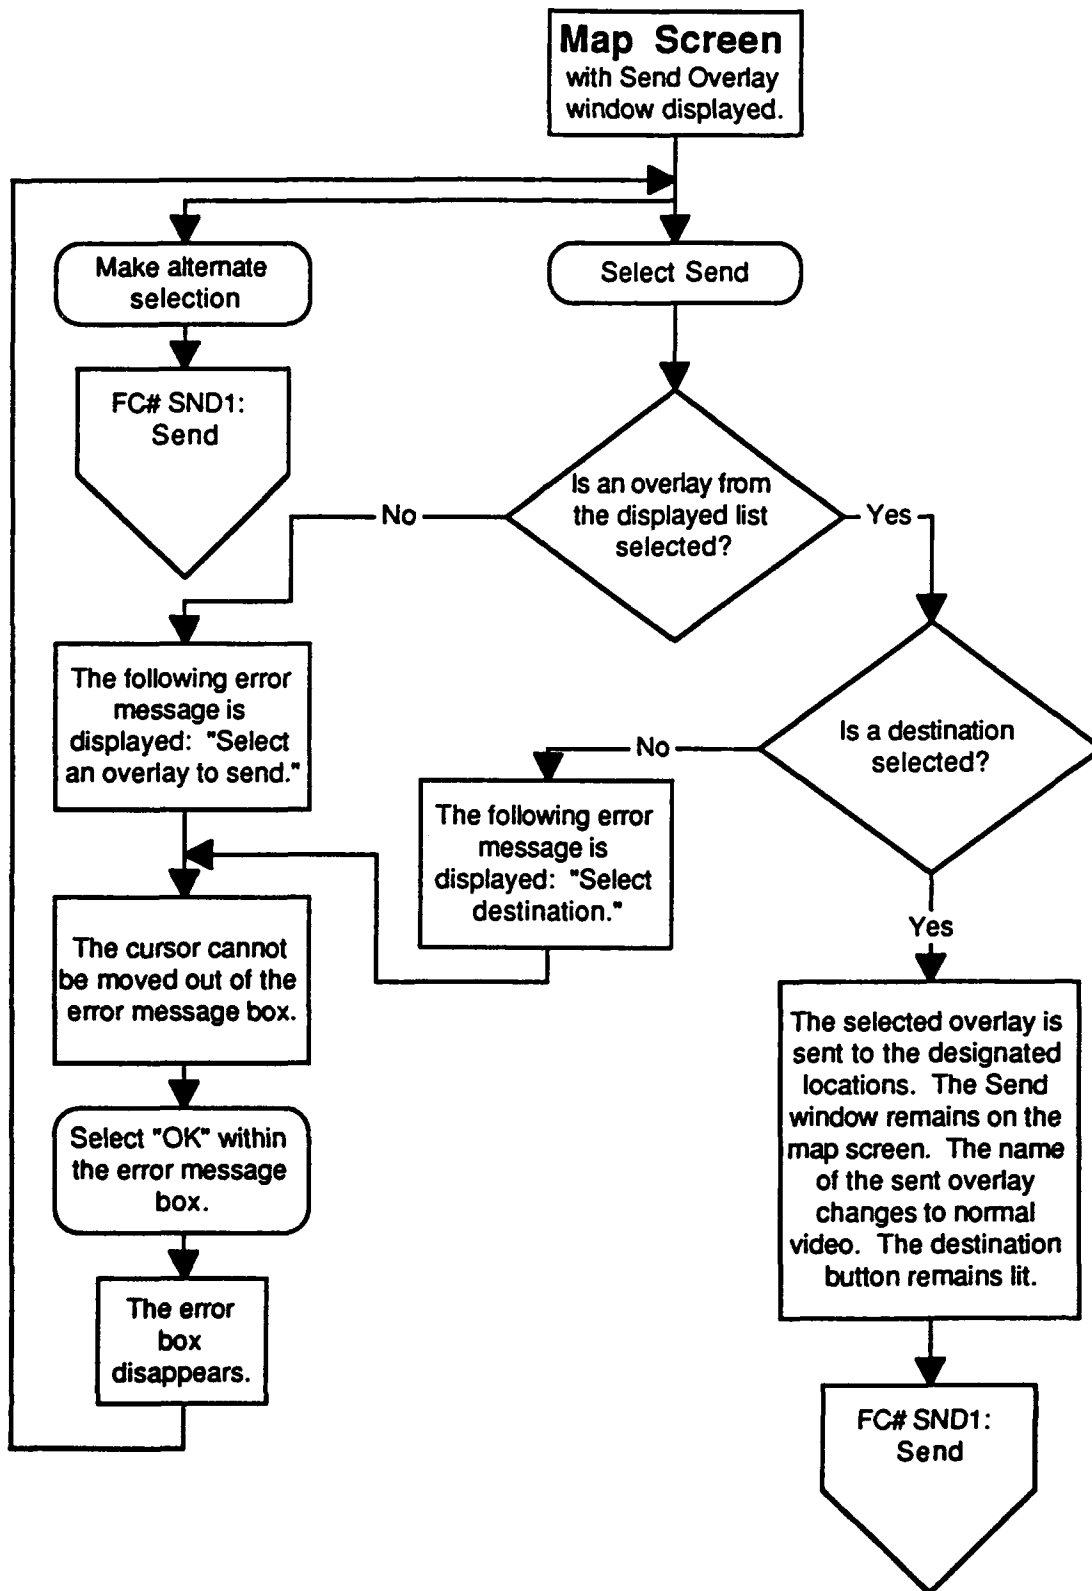 Map Screen
with Send Overlay
window displayed.
Make alternate
selection
Select Send
FC# SND1:
Send
Is an overlay from
the displayed list
selected?
No
Yes
The following error
message is
displayed: "Select
an overlay to send."
Is a destination
selected?
No
The following error
message is
displayed: "Select
destination."
Yes
The cursor cannot
be moved out of the
error message box.
The selected overlay is
sent to the designated
locations. The Send
window remains on the
map screen. The name
of the sent overlay
changes to normal
video. The destination
button remains lit.
Select "OK" within
the error message
box.
The error
box
disappears.
FC# SND1:
Send